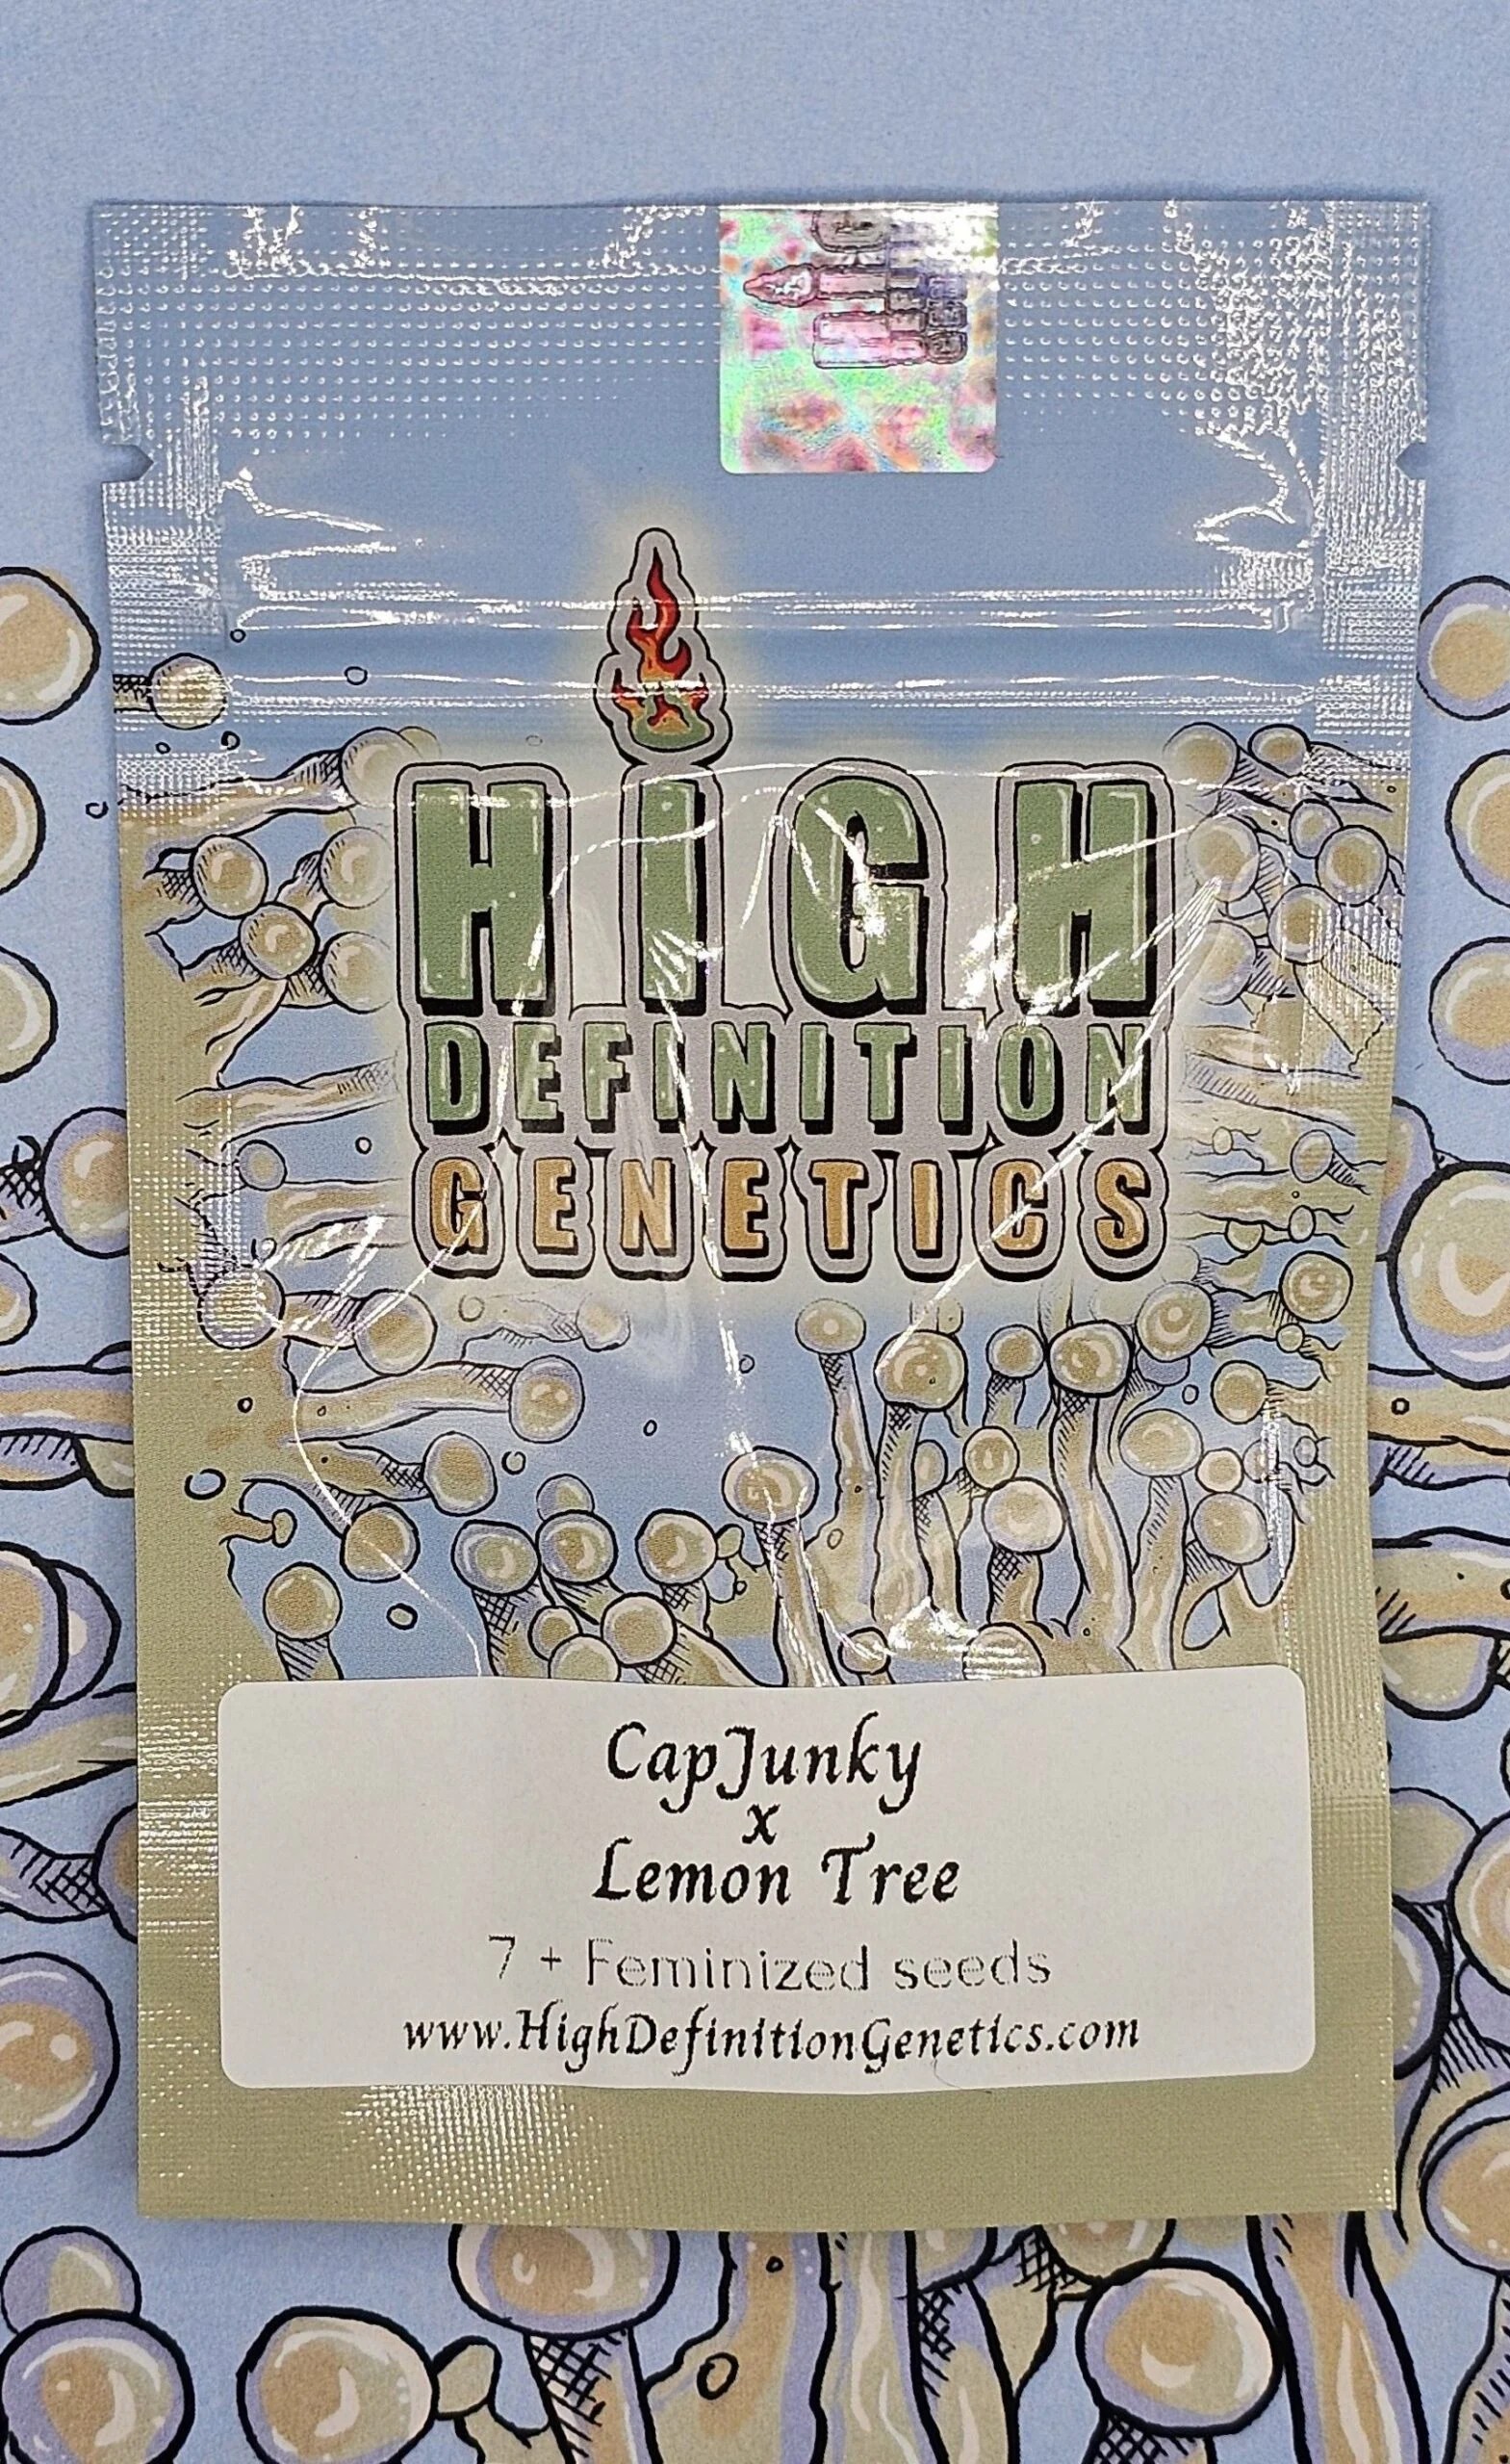 HiGH
DEFINITION
GENETICS
CapJunky
x
Lemon Tree
7 + Feminized seeds
www.HighDefinitionGenetics.com